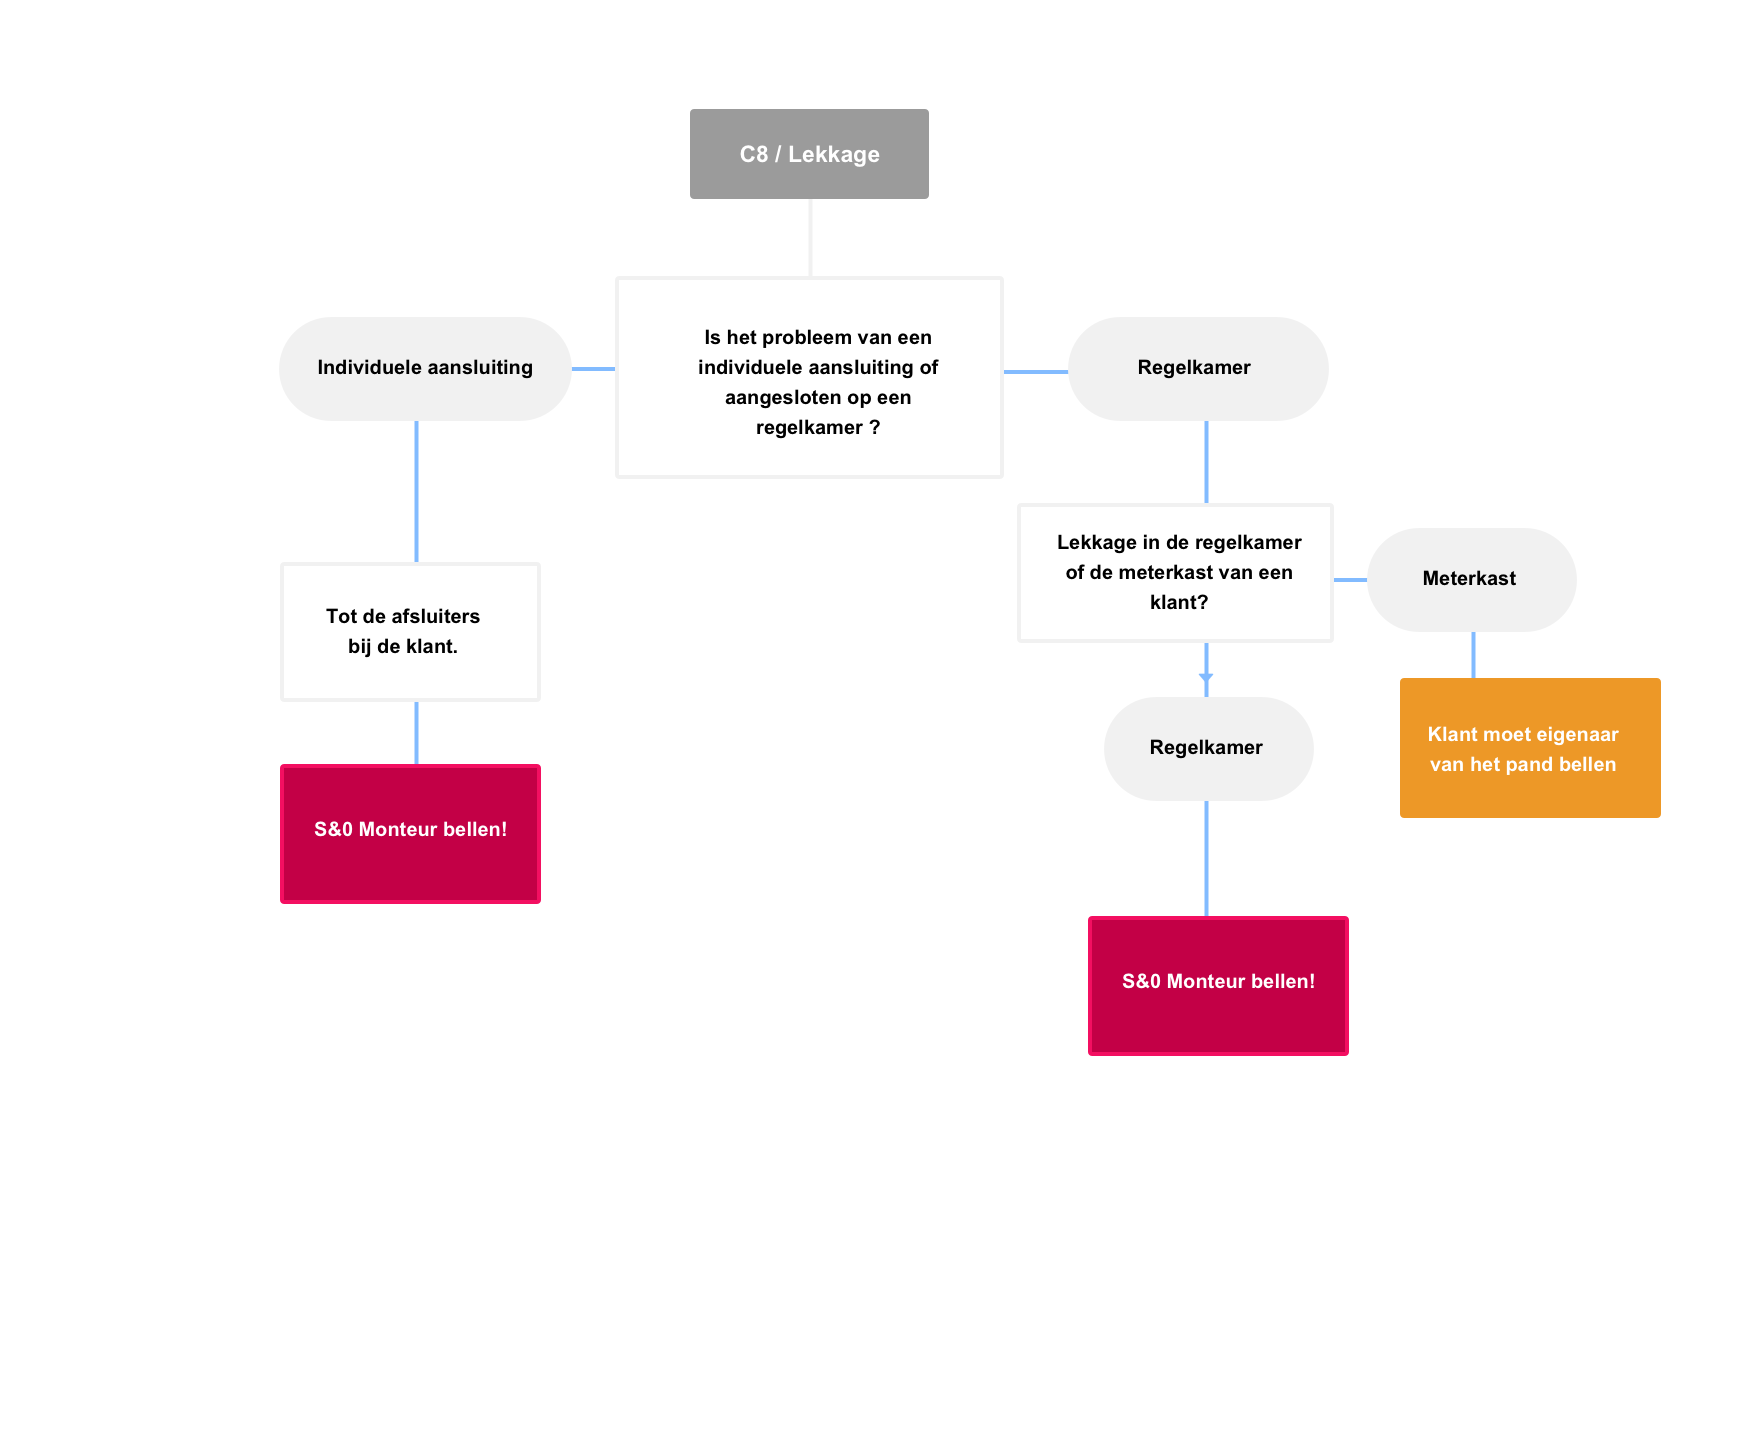 C8 / Lekkage
Is het probleem van een
individuele aansluiting of
aangesloten op een
regelkamer ?
Individuele aansluiting
Regelkamer
Lekkage in de regelkamer
of de meterkast van een
klant?
Meterkast
Tot de afsluiters
bij de klant.
Regelkamer
Klant moet eigenaar
van het pand bellen
S&0 Monteur bellen!
S&0 Monteur bellen!